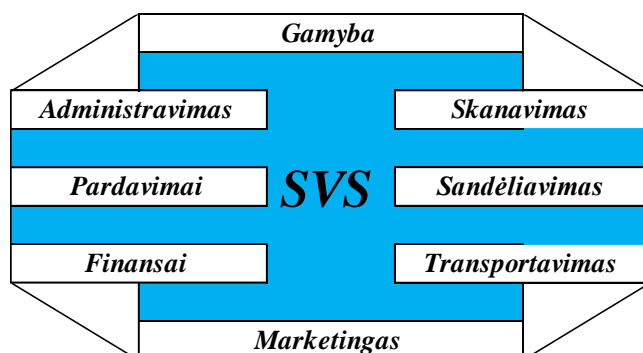 Gamyba
Administravimas
Skanavimas
Pardavimai
SVS
Sandėliavimas
Finansai
Transportavimas
Marketingas